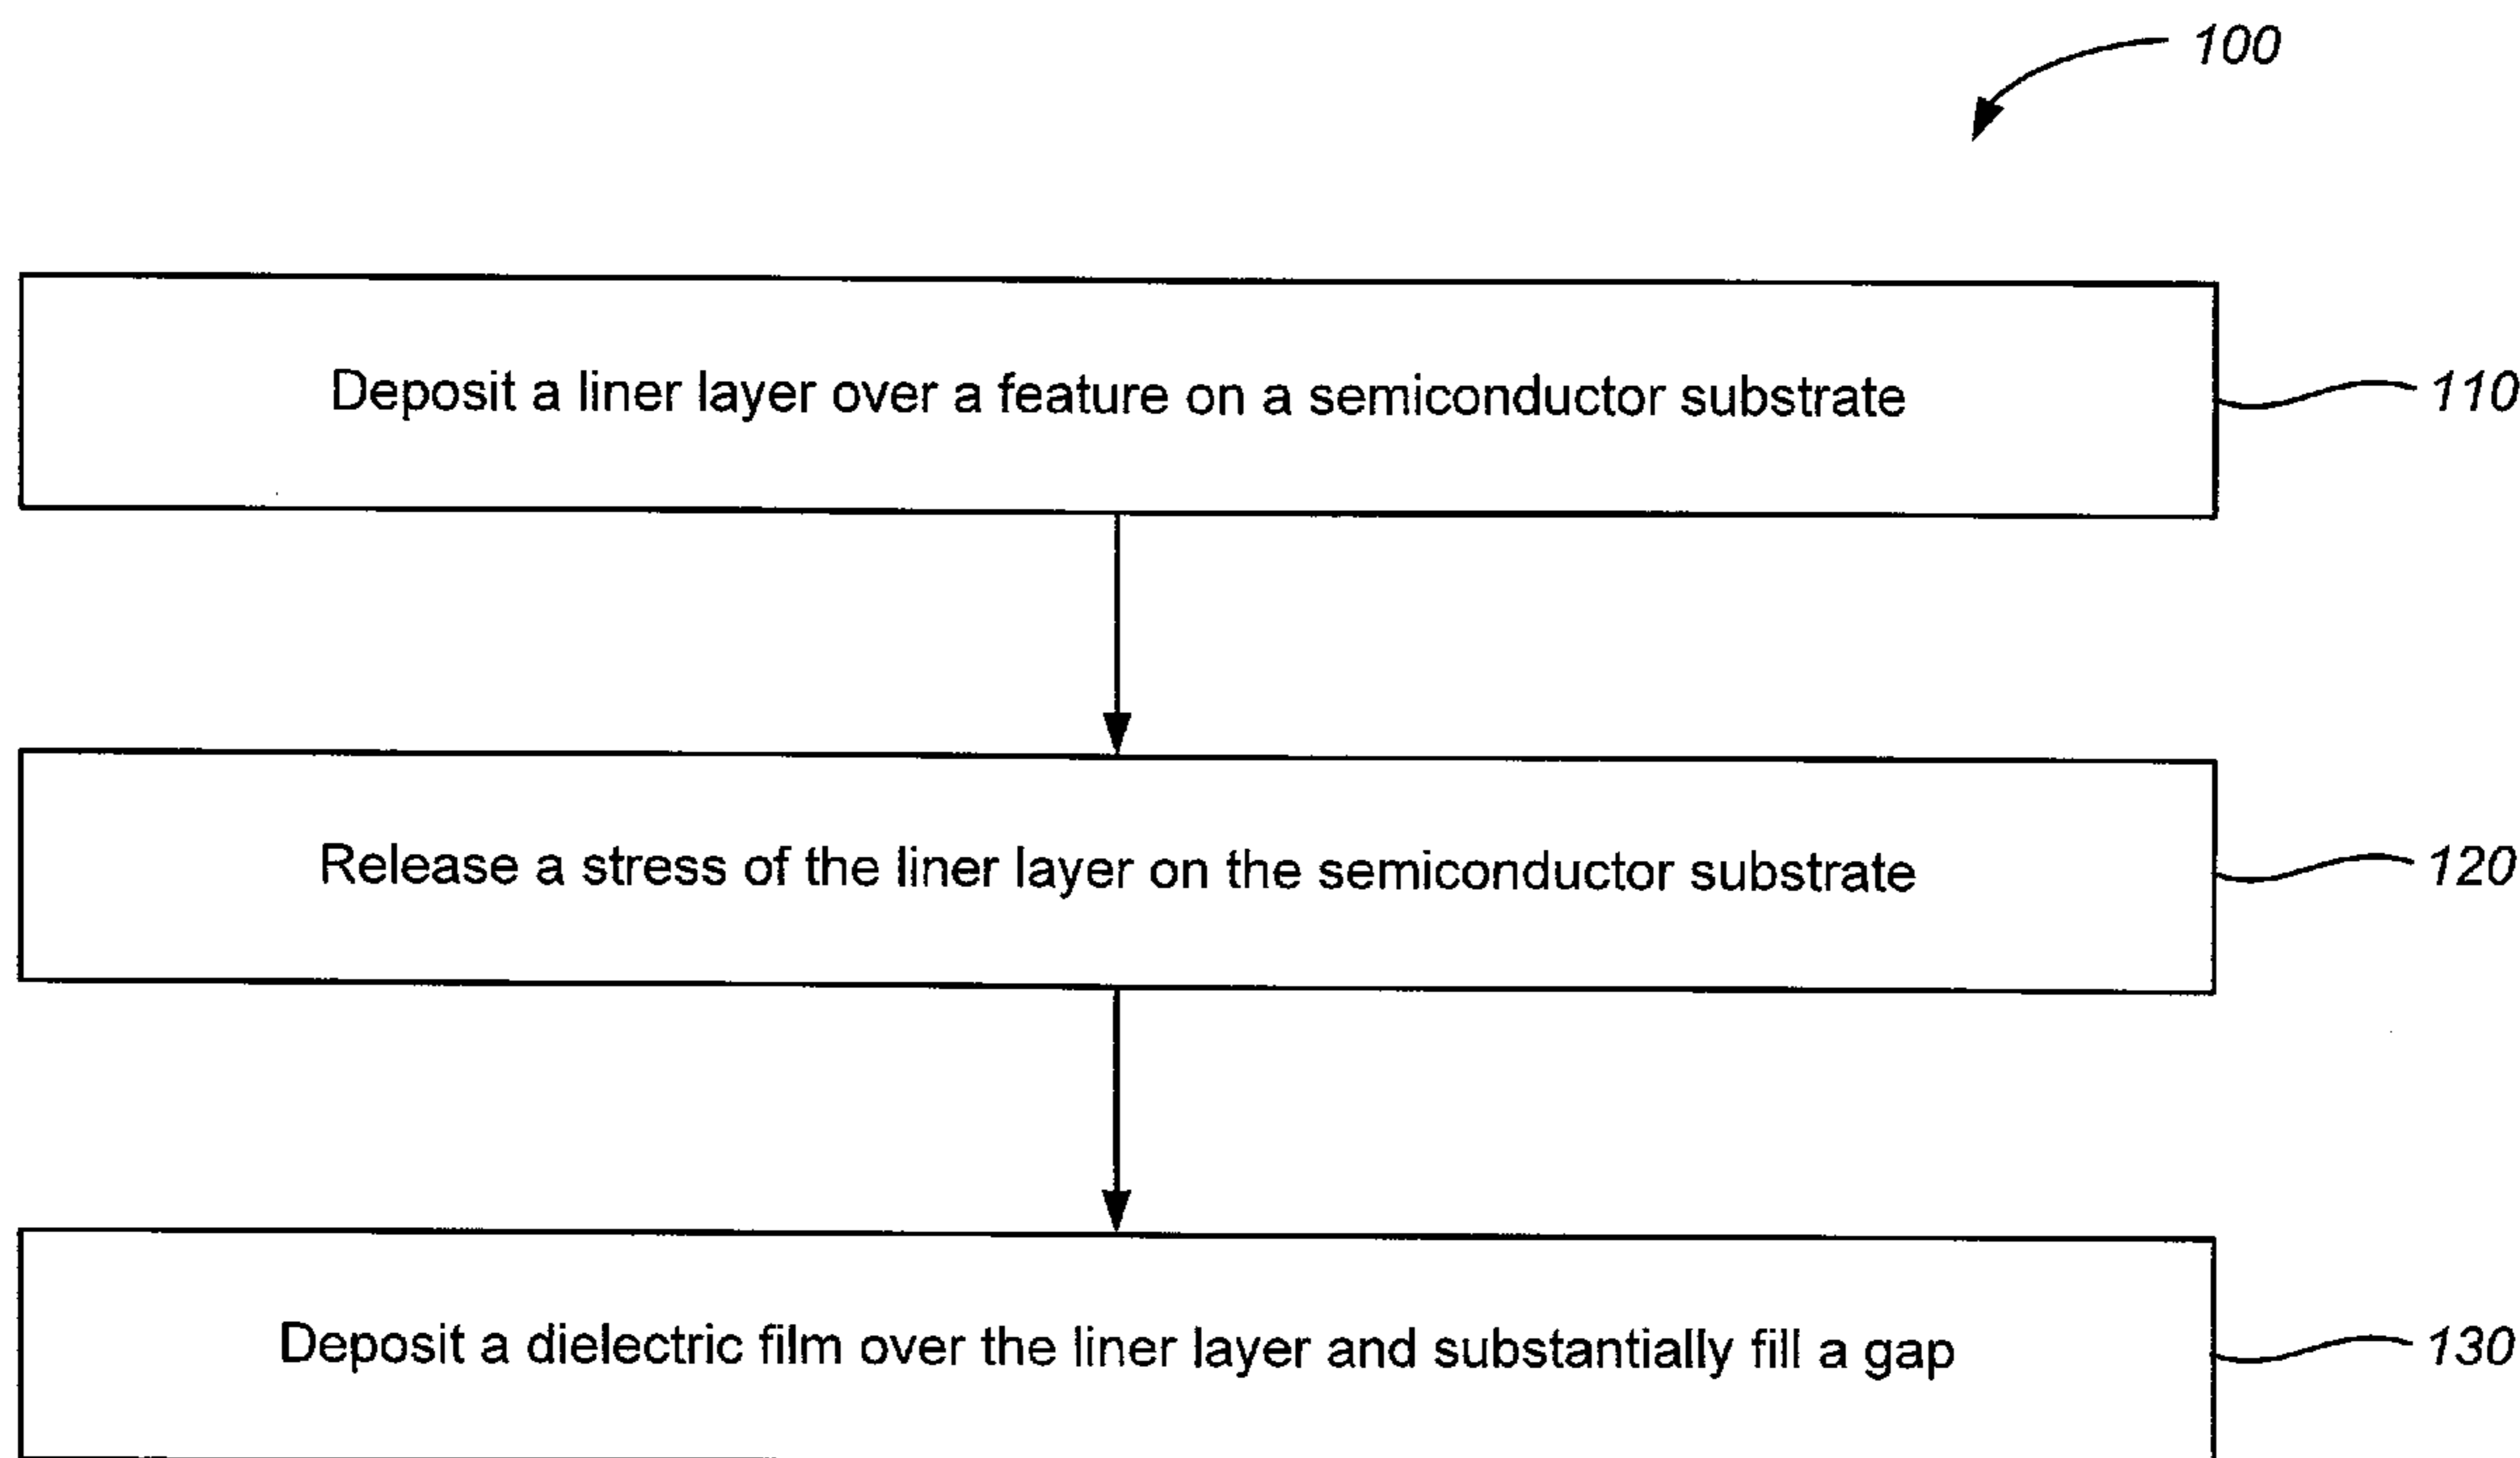 100
Deposit a liner layer over a feature on a semiconductor substrate
110
Release a stress of the liner layer on the semiconductor substrate
120
Deposit a dielectric film over the liner layer and substantially fill a gap
130